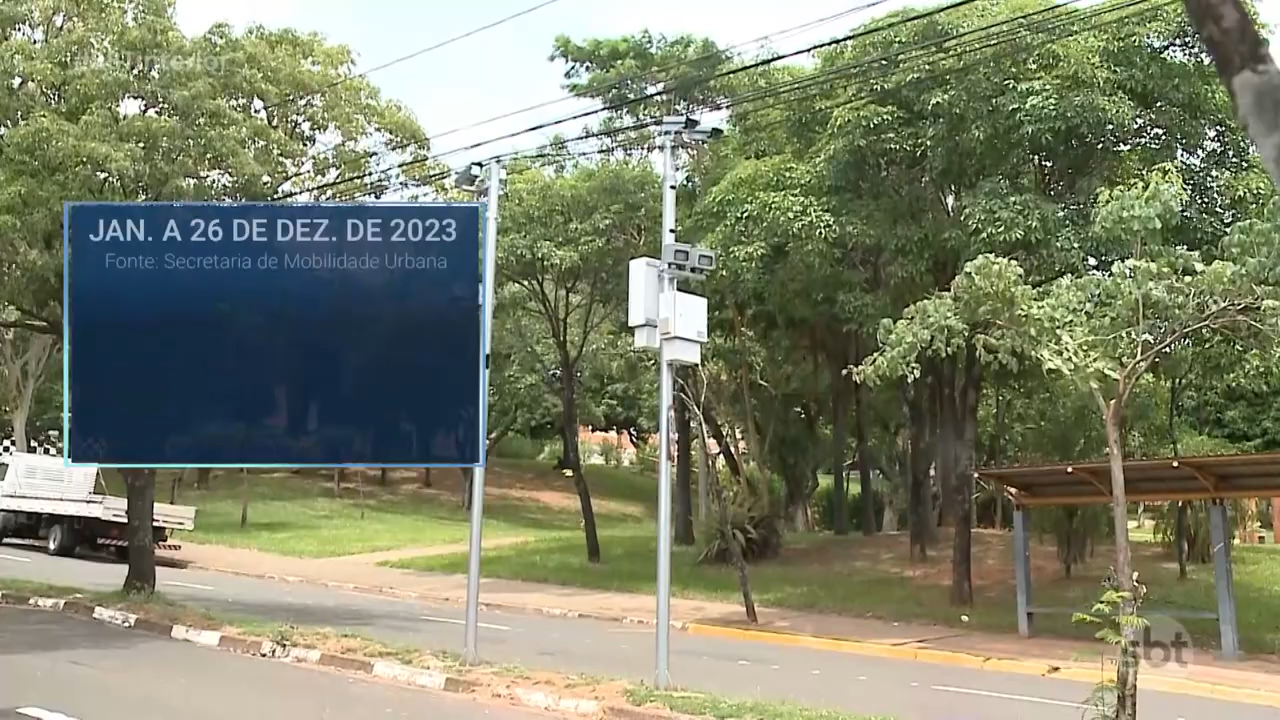 JAN. A 26 DE DEZ. DE 2023
Fonte: Secretaria de Mobilidade Urbana
sbt